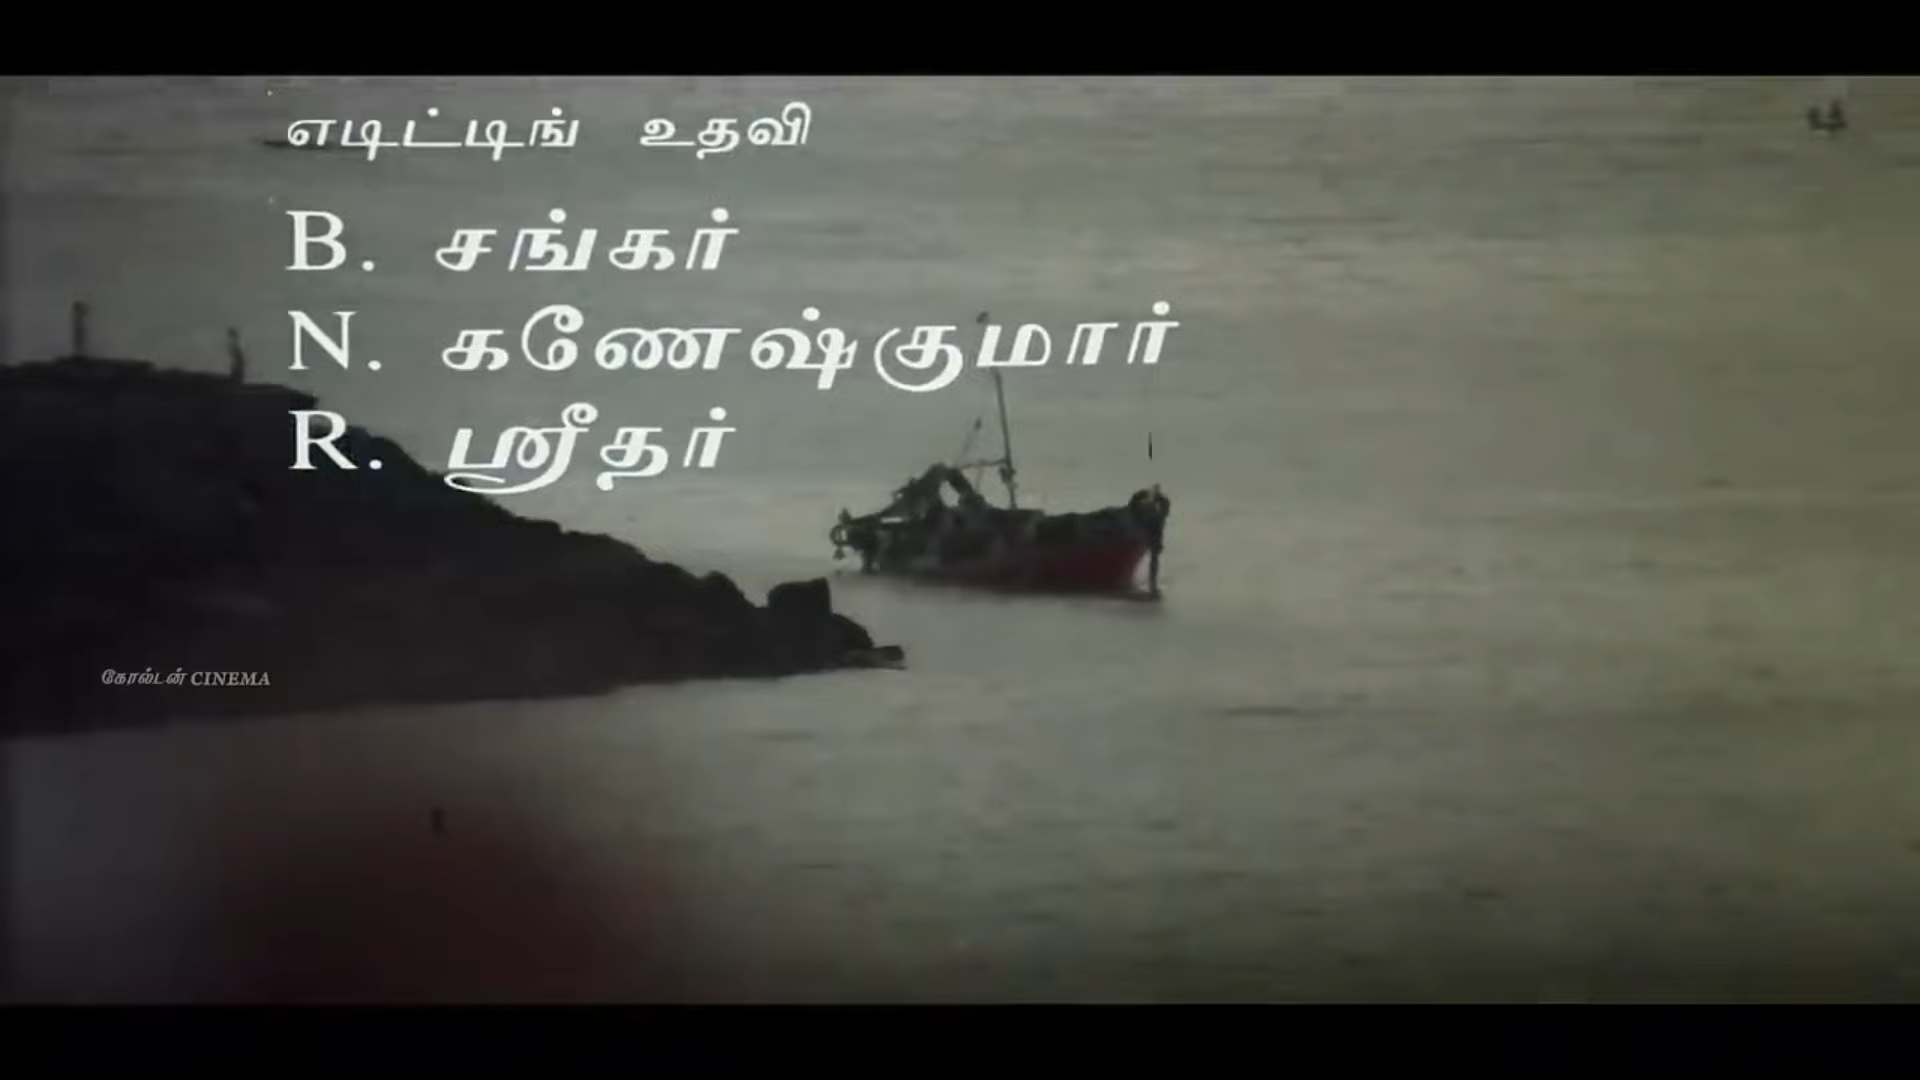 எடிட்டிங் உதவி
B. சங்கர்
N. கணேஷ்குமார்
R. ஸ்ரீதர்
கோல்டன் CINEMA